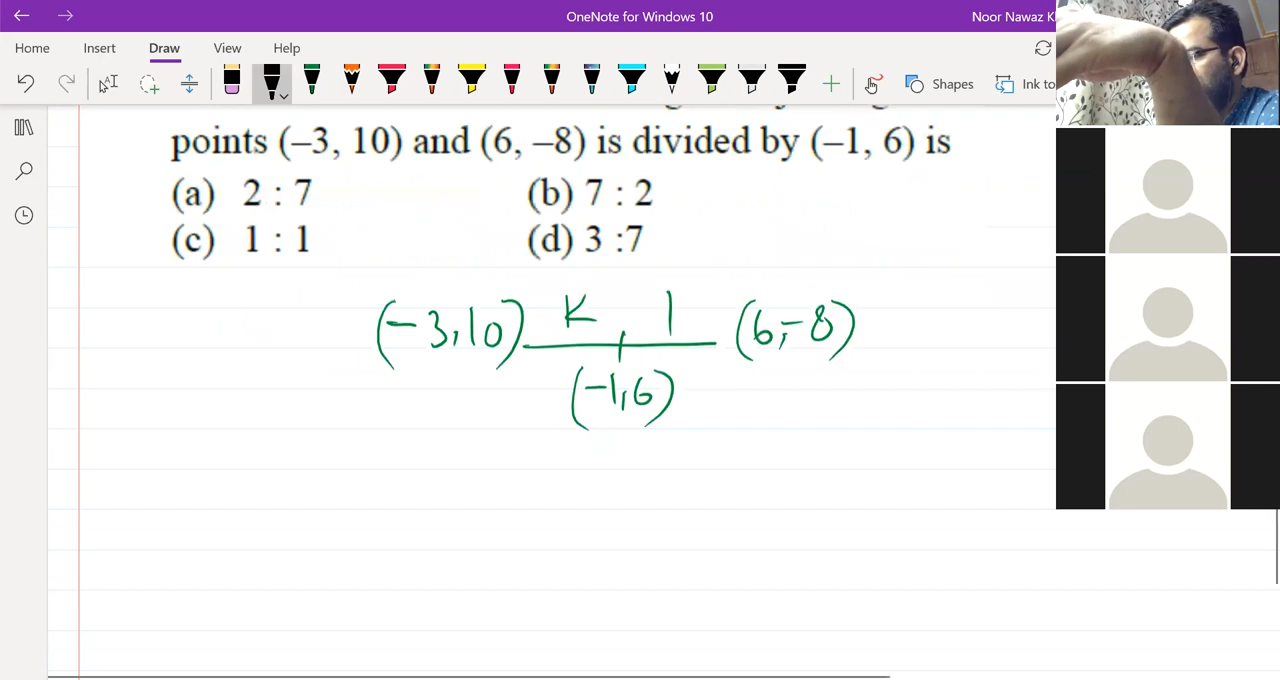 OneNote for Windows 10
Noor Nawaz K
Home Insert Draw View Help
Shapes
Ink to
points (–3, 10) and (6, –8) is divided by (–1, 6) is
(a) 2 : 7 (b) 7 : 2
(c) 1 : 1 (d) 3 :7
(-3,10) K 1 (6,-8)
(-1,6)